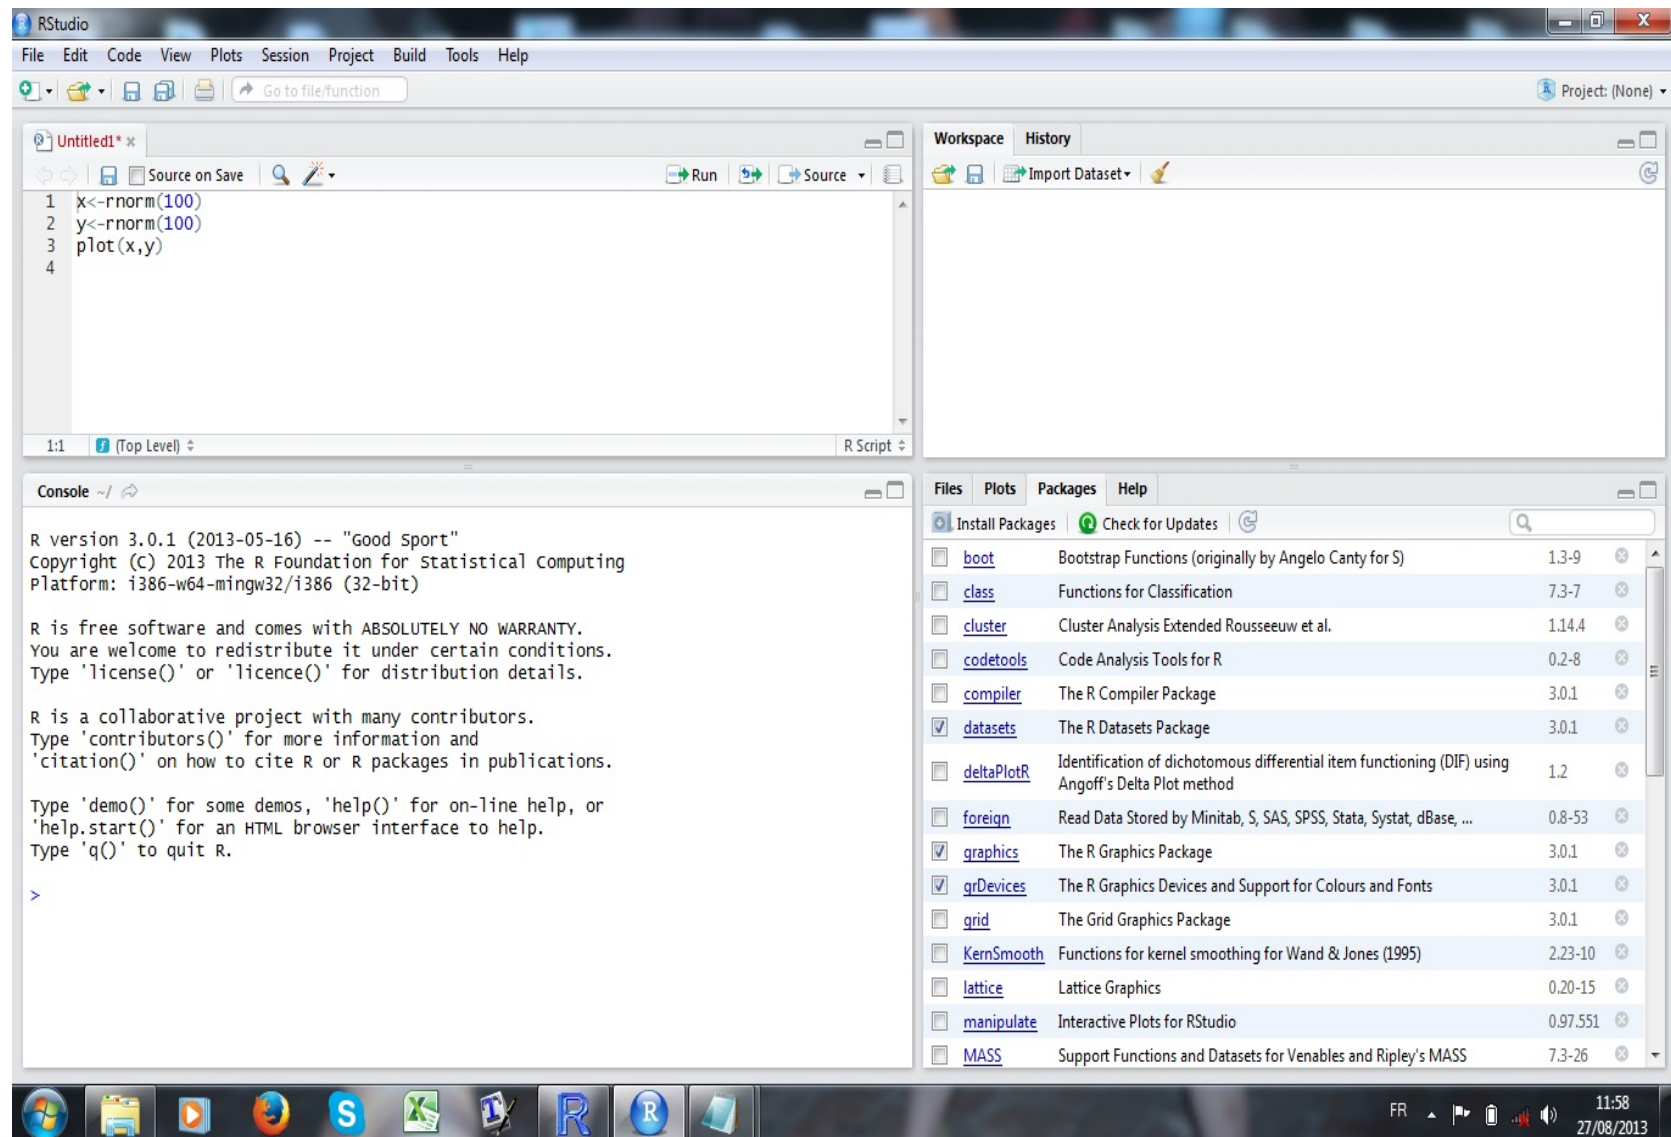 RStudio
File Edit Code View Plots Session Project Build Tools Help
Go to file/function
Project: (None)
Untitled1*
Source on Save Run Source
1 x<-rnorm(100)
2 y<-rnorm(100)
3 plot(x,y)
4
1:1 (Top Level) R Script
Console ~/
R version 3.0.1 (2013-05-16) -- "Good Sport"
Copyright (C) 2013 The R Foundation for Statistical Computing
Platform: i386-w64-mingw32/i386 (32-bit)
R is free software and comes with ABSOLUTELY NO WARRANTY.
You are welcome to redistribute it under certain conditions.
Type 'license()' or 'licence()' for distribution details.
R is a collaborative project with many contributors.
Type 'contributors()' for more information and
'citation()' on how to cite R or R packages in publications.
Type 'demo()' for some demos, 'help()' for on-line help, or
'help.start()' for an HTML browser interface to help.
Type 'q()' to quit R.
>
Workspace History
Import Dataset
Files Plots Packages Help
Install Packages Check for Updates
boot Bootstrap Functions (originally by Angelo Canty for S) 1.3-9
class Functions for Classification 7.3-7
cluster Cluster Analysis Extended Rousseeuw et al. 1.14.4
codetools Code Analysis Tools for R 0.2-8
compiler The R Compiler Package 3.0.1
datasets The R Datasets Package 3.0.1
deltaPlotR Identification of dichotomous differential item functioning (DIF) using 1.2
Angoff's Delta Plot method
foreign Read Data Stored by Minitab, S, SAS, SPSS, Stata, Systat, dBase, ... 0.8-53
graphics The R Graphics Package 3.0.1
grDevices The R Graphics Devices and Support for Colours and Fonts 3.0.1
grid The Grid Graphics Package 3.0.1
KernSmooth Functions for kernel smoothing for Wand & Jones (1995) 2.23-10
lattice Lattice Graphics 0.20-15
manipulate Interactive Plots for RStudio 0.97.551
MASS Support Functions and Datasets for Venables and Ripley's MASS 7.3-26
FR 11:58
27/08/2013